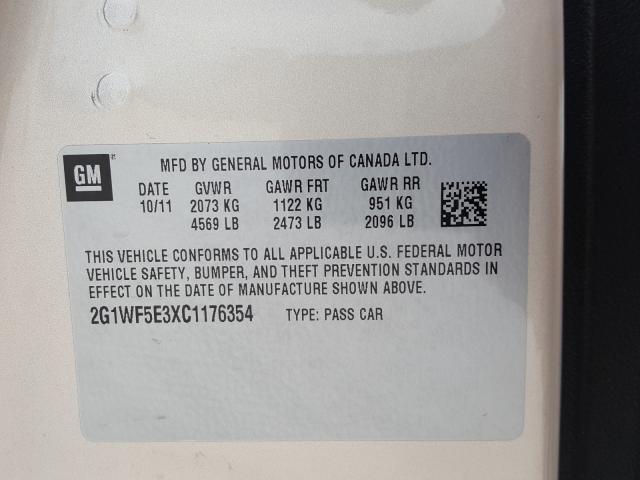 GM
MFD BY GENERAL MOTORS OF CANADA LTD.
DATE GVWR GAWR FRT GAWR RR
10/11 2073 KG 1122 KG 951 KG
4569 LB 2473 LB 2096 LB
THIS VEHICLE CONFORMS TO ALL APPLICABLE U.S. FEDERAL MOTOR
VEHICLE SAFETY, BUMPER, AND THEFT PREVENTION STANDARDS IN
EFFECT ON THE DATE OF MANUFACTURE SHOWN ABOVE.
2G1WF5E3XC1176354 TYPE: PASS CAR